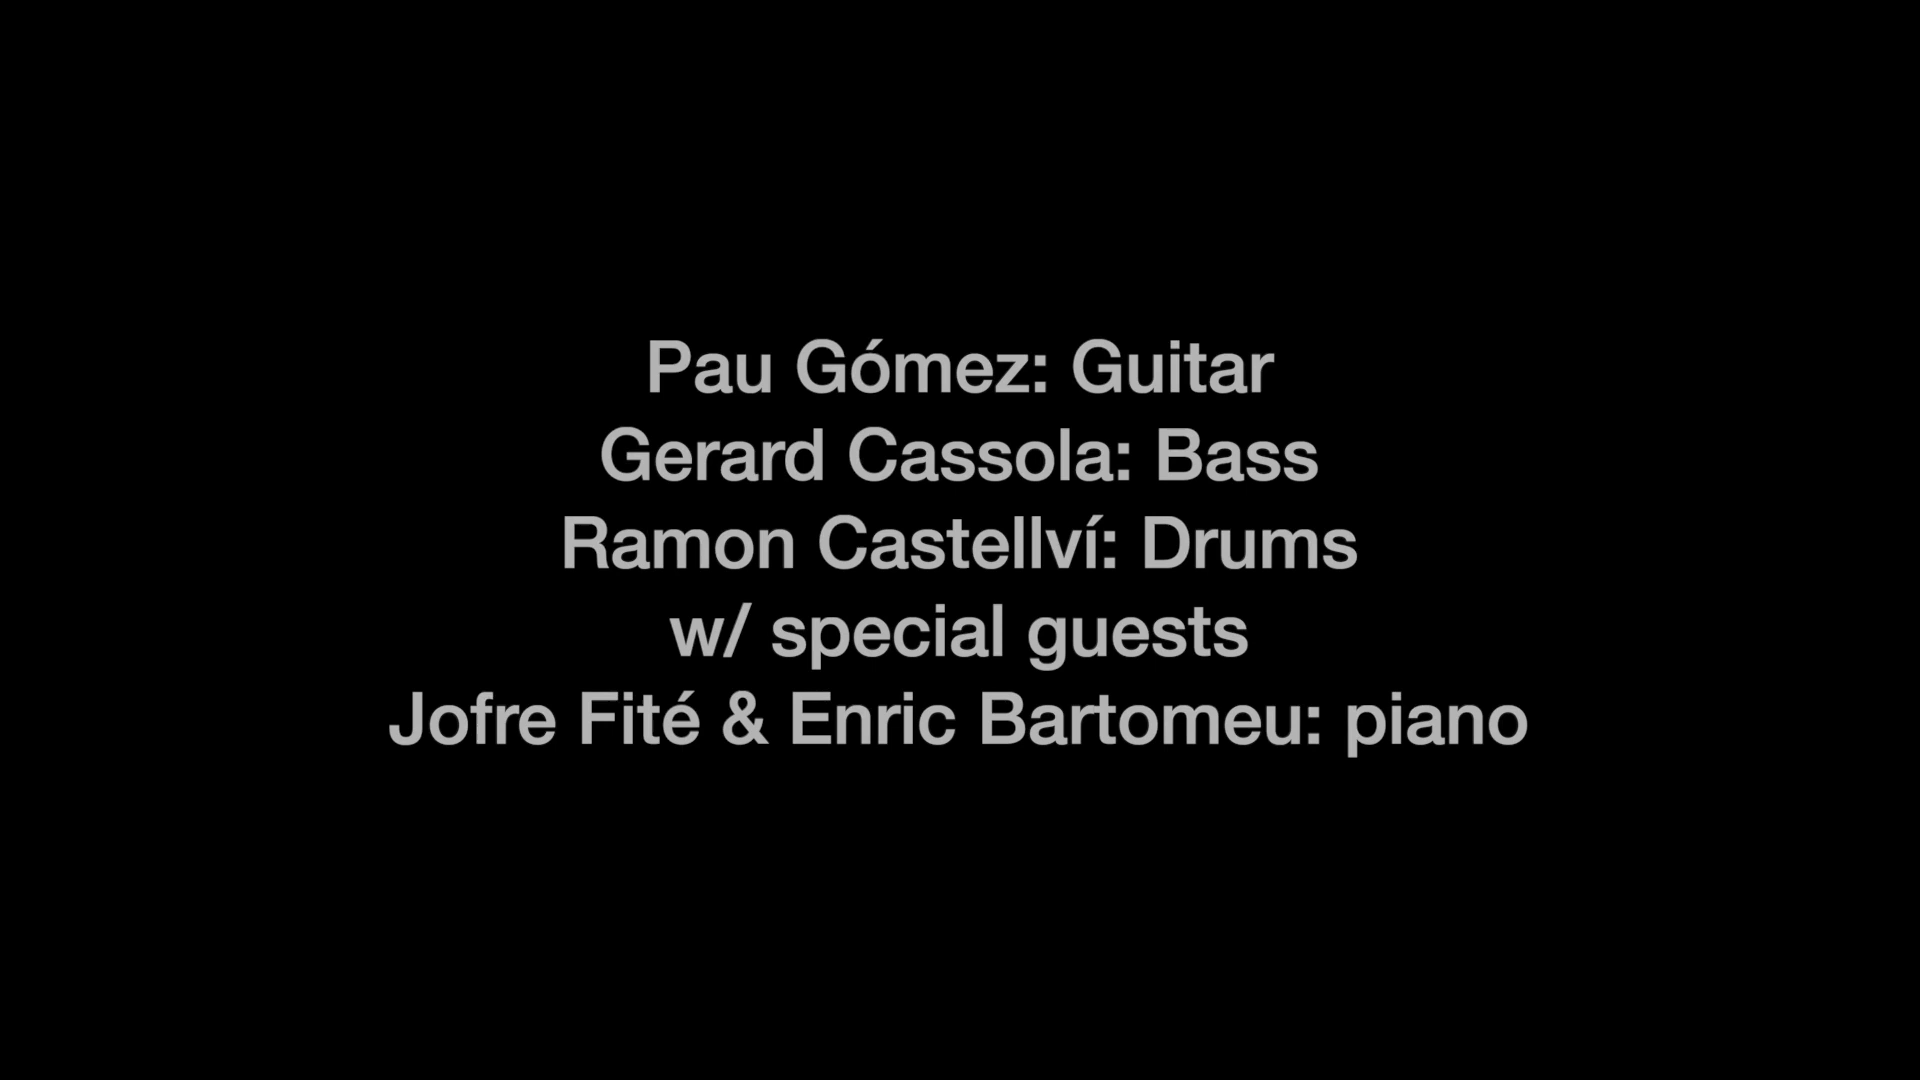 Pau Gómez: Guitar
Gerard Cassola: Bass
Ramon Castellví: Drums
w/ special guests
Jofre Fité & Enric Bartomeu: piano